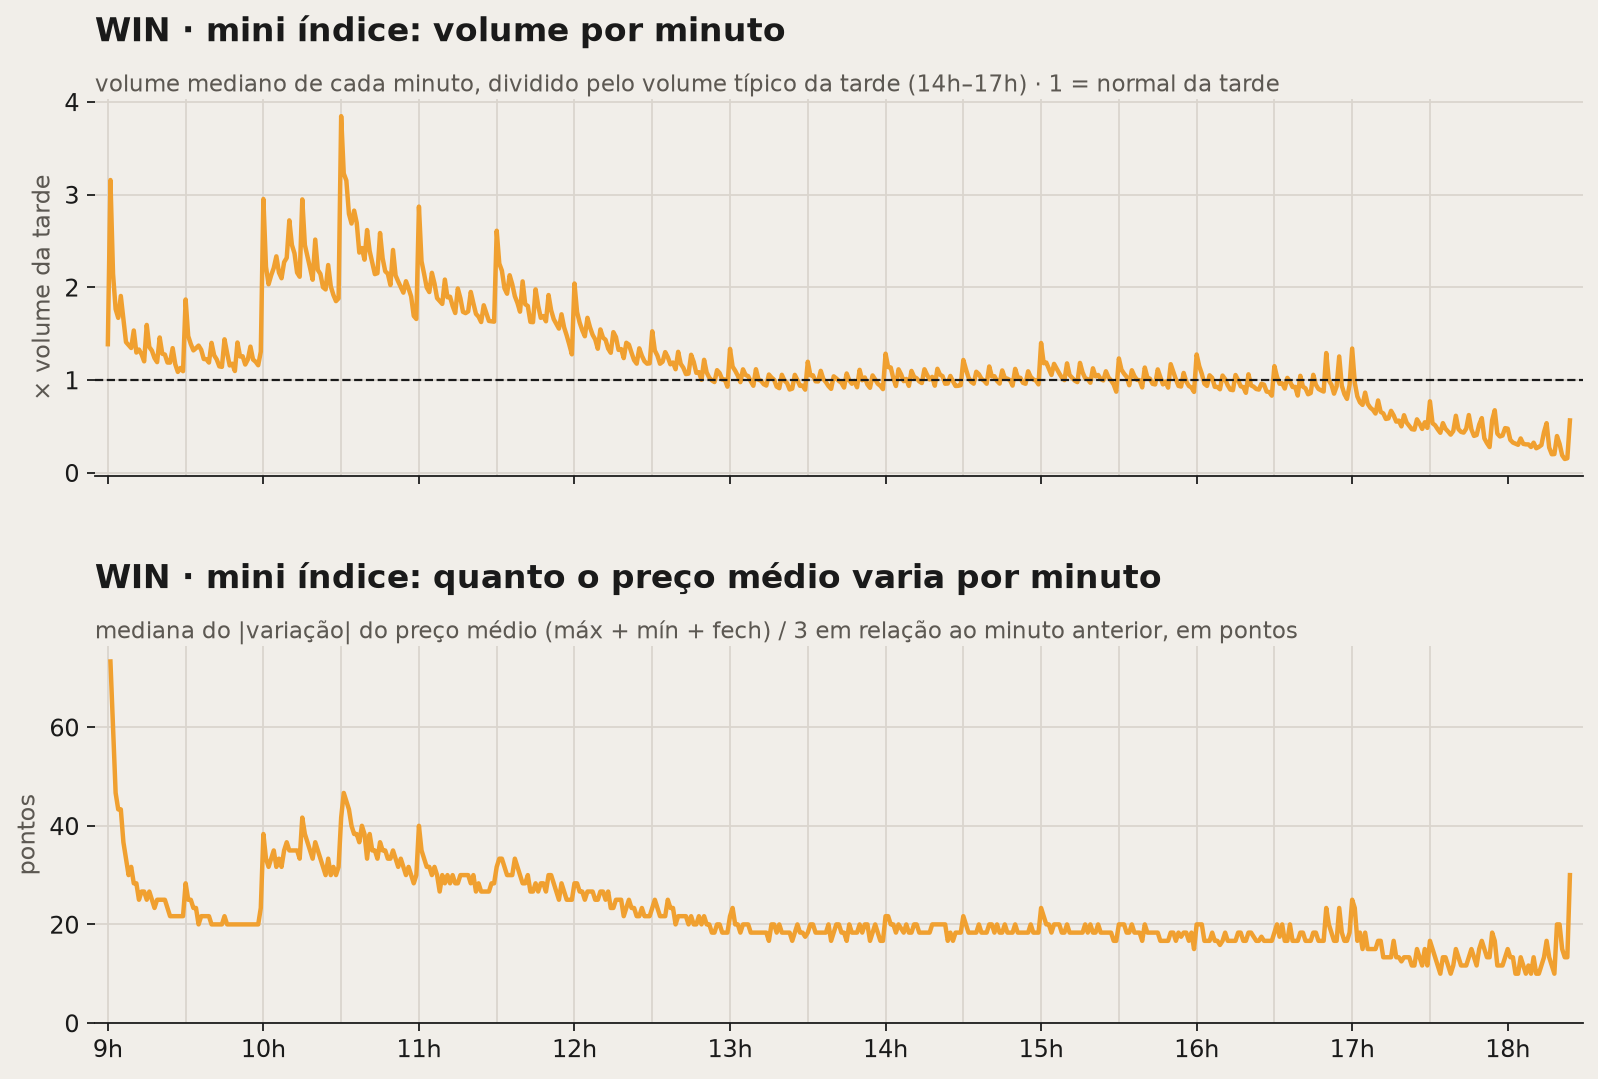 WIN · mini índice: volume por minuto
volume mediano de cada minuto, dividido pelo volume típico da tarde (14h–17h) · 1 = normal da tarde
4
3
2
1
0
× volume da tarde
WIN · mini índice: quanto o preço médio varia por minuto
mediana do |variação| do preço médio (máx + mín + fech) / 3 em relação ao minuto anterior, em pontos
60
40
20
0
pontos
9h 10h 11h 12h 13h 14h 15h 16h 17h 18h